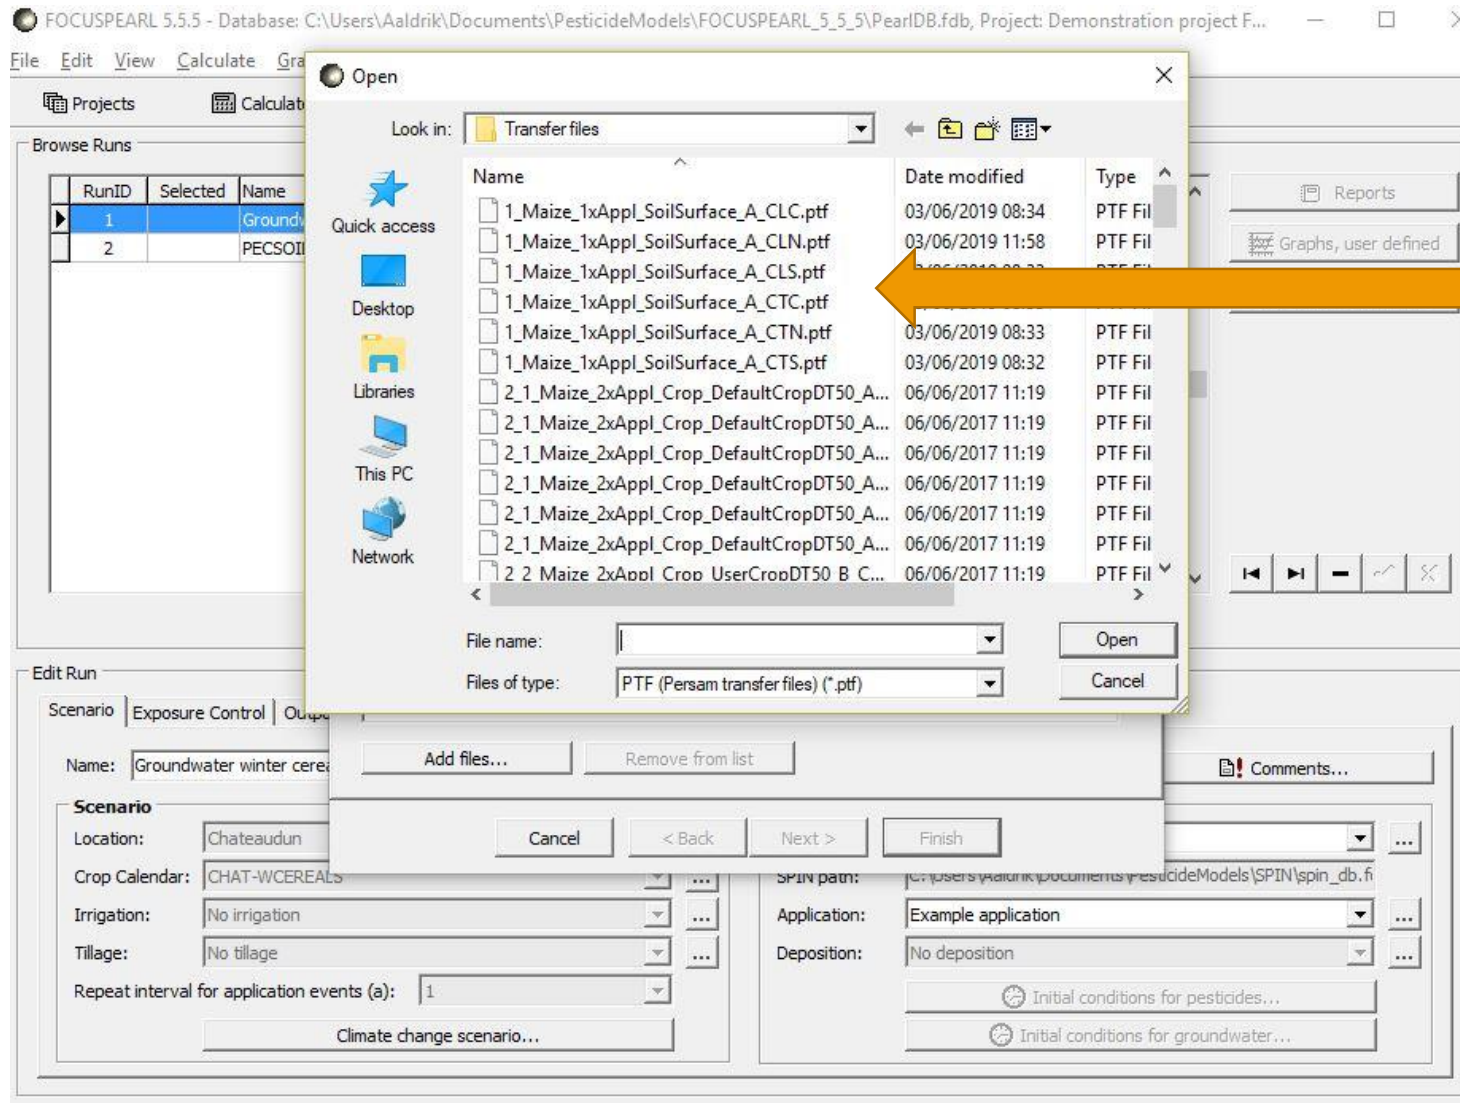 FOCUSPEARL 5.5.5 - Database: C:\Users\Aaldrik\Documents\PesticideModels\FOCUSPEARL_5_5_5\PearlDB.fdb, Project: Demonstration project F...
File Edit View Calculate Gra
Open
Projects Calculat
Look in: Transfer files
Browse Runs
Name Date modified Type
RunID Selected Name
Reports
1 Groundw
1_Maize_1xAppl_SoilSurface_A_CLC.ptf 03/06/2019 08:34 PTF Fil
Quick access
2 PECSOIL
1_Maize_1xAppl_SoilSurface_A_CLN.ptf 03/06/2019 11:58 PTF Fil
Graphs, user defined
1_Maize_1xAppl_SoilSurface_A_CLS.ptf
1_Maize_1xAppl_SoilSurface_A_CTC.ptf
Desktop
1_Maize_1xAppl_SoilSurface_A_CTN.ptf 03/06/2019 08:33 PTF Fil
1_Maize_1xAppl_SoilSurface_A_CTS.ptf 03/06/2019 08:32 PTF Fil
Libraries
2_1_Maize_2xAppl_Crop_DefaultCropDT50_A... 06/06/2017 11:19 PTF Fil
2_1_Maize_2xAppl_Crop_DefaultCropDT50_A... 06/06/2017 11:19 PTF Fil
2_1_Maize_2xAppl_Crop_DefaultCropDT50_A... 06/06/2017 11:19 PTF Fil
This PC
2_1_Maize_2xAppl_Crop_DefaultCropDT50_A... 06/06/2017 11:19 PTF Fil
2_1_Maize_2xAppl_Crop_DefaultCropDT50_A... 06/06/2017 11:19 PTF Fil
2_1_Maize_2xAppl_Crop_DefaultCropDT50_A... 06/06/2017 11:19 PTF Fil
Network
2_2_Maize_2xAppl_Crop_UserCropDT50_B_C... 06/06/2017 11:19 PTF Fil
File name: Open
Files of type: PTF (Persam transfer files) (*.ptf) Cancel
Edit Run
Scenario Exposure Control Outpu
Add files... Remove from list
Name: Groundwater winter cerea
Comments...
Scenario
Location: Chateaudun
Cancel < Back Next > Finish
...
Crop Calendar: CHAT-WCEREALS ...
SPIN path: C:\Users\Aaldrik\Documents\PesticideModels\SPIN\spin_db.f
Irrigation: No irrigation ...
Application: Example application ...
Tillage: No tillage ...
Deposition: No deposition ...
Repeat interval for application events (a): 1
Initial conditions for pesticides...
Climate change scenario...
Initial conditions for groundwater...